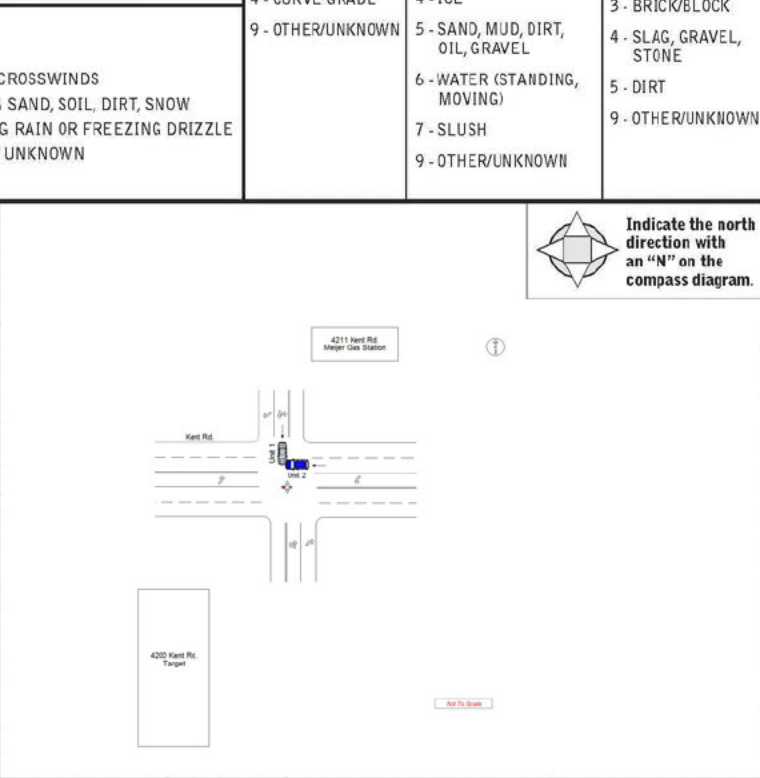 9 - OTHER/UNKNOWN
5 - SAND, MUD, DIRT,
OIL, GRAVEL
6 - WATER (STANDING,
MOVING)
7 - SLUSH
9 - OTHER/UNKNOWN
3 - BRICK/BLOCK
4 - SLAG, GRAVEL,
STONE
5 - DIRT
9 - OTHER/UNKNOWN
CROSSWINDS
SAND, SOIL, DIRT, SNOW
G RAIN OR FREEZING DRIZZLE
UNKNOWN
Indicate the north
direction with
an “N” on the
compass diagram.
4211 Kent Rd.
Meijer Gas Station
Kent Rd.
Unit 1
Unit 2
4200 Kent Rd.
Target
Not To Scale